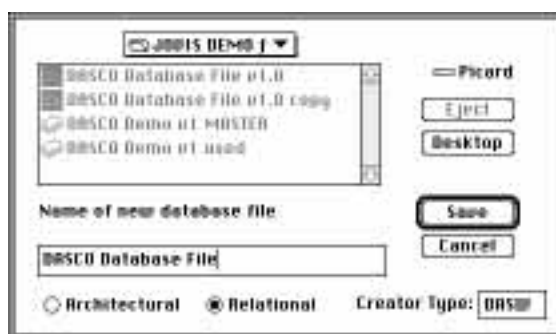 JOVIS DEMO ƒ
DASCO Database File v1.0
DASCO Database File v1.0 copy
DASCO Demo v1 MASTER
DASCO Demo v1 used
Picard
Eject
Desktop
Name of new database file
Save
Cancel
DASCO Database File
Architectural
Relational
Creator Type: DAS